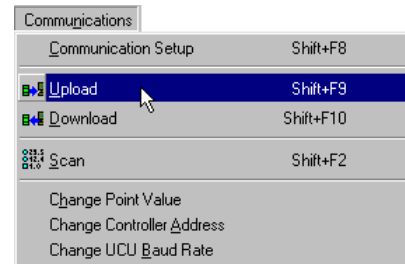 Communications
Communication Setup Shift+F8
Upload Shift+F9
Download Shift+F10
Scan Shift+F2
Change Point Value
Change Controller Address
Change UCU Baud Rate